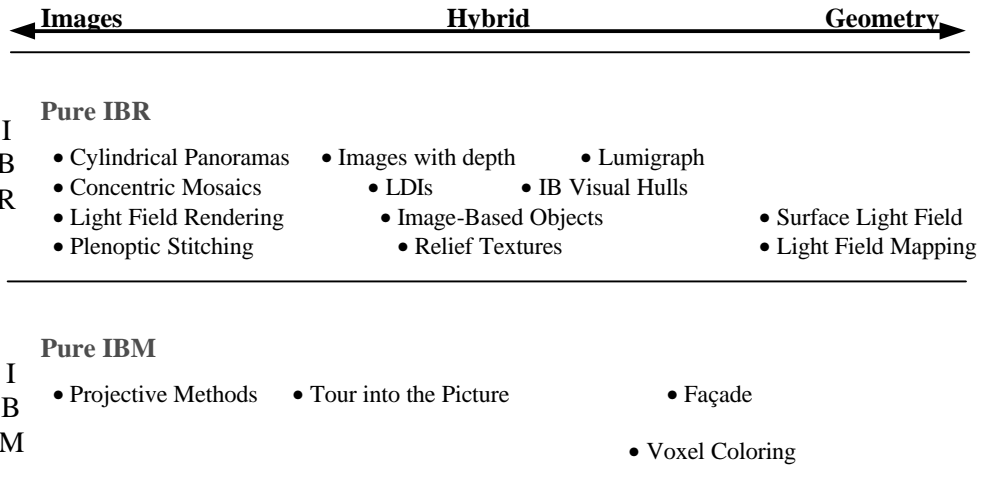 Images Hybrid Geometry
Pure IBR
I
B
R
• Cylindrical Panoramas • Images with depth • Lumigraph
• Concentric Mosaics • LDIs • IB Visual Hulls
• Light Field Rendering • Image-Based Objects • Surface Light Field
• Plenoptic Stitching • Relief Textures • Light Field Mapping
Pure IBM
I
B
M
• Projective Methods • Tour into the Picture • Façade
• Voxel Coloring